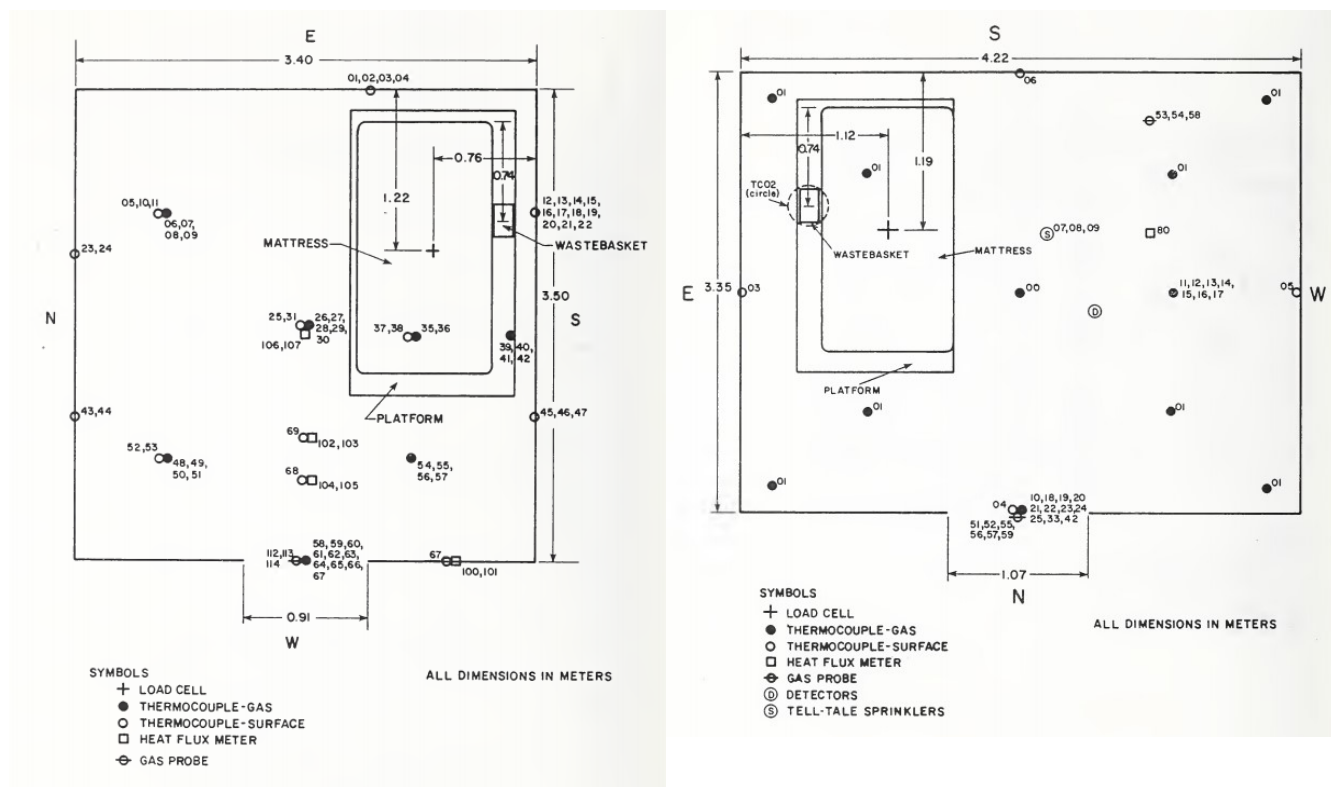 E
3.40
01,02,03,04
0.76
0.74
1.22
05,10,11
06,07,
08,09
12,13,14,15,
16,17,18,19,
20,21,22
MATTRESS
WASTEBASKET
23,24
3.50
N
S
25,31
26,27,
28,29,
30
106,107
37,38
35,36
39,40,
41,42
PLATFORM
43,44
45,46,47
69
102,103
52,53
48,49,
50,51
54,55,
56,57
68
104,105
112,113
114
58,59,60,
61,62,63,
64,65,66,
67
67
100,101
0.91
W
SYMBOLS
ALL DIMENSIONS IN METERS
LOAD CELL
THERMOCOUPLE-GAS
THERMOCOUPLE-SURFACE
HEAT FLUX METER
GAS PROBE
S
4.22
06
01
01
53,54,58
1.12
0.74
1.19
01
01
TC02
(circle)
S
07,08,09
80
WASTEBASKET
MATTRESS
E
3.35
03
00
11,12,13,14,
15,16,17
05
W
D
PLATFORM
01
01
01
01
04
10,18,19,20
21,22,23,24
25,33,42
51,52,55,
56,57,59
1.07
N
SYMBOLS
LOAD CELL
ALL DIMENSIONS IN METERS
THERMOCOUPLE-GAS
THERMOCOUPLE-SURFACE
HEAT FLUX METER
GAS PROBE
D DETECTORS
S TELL-TALE SPRINKLERS